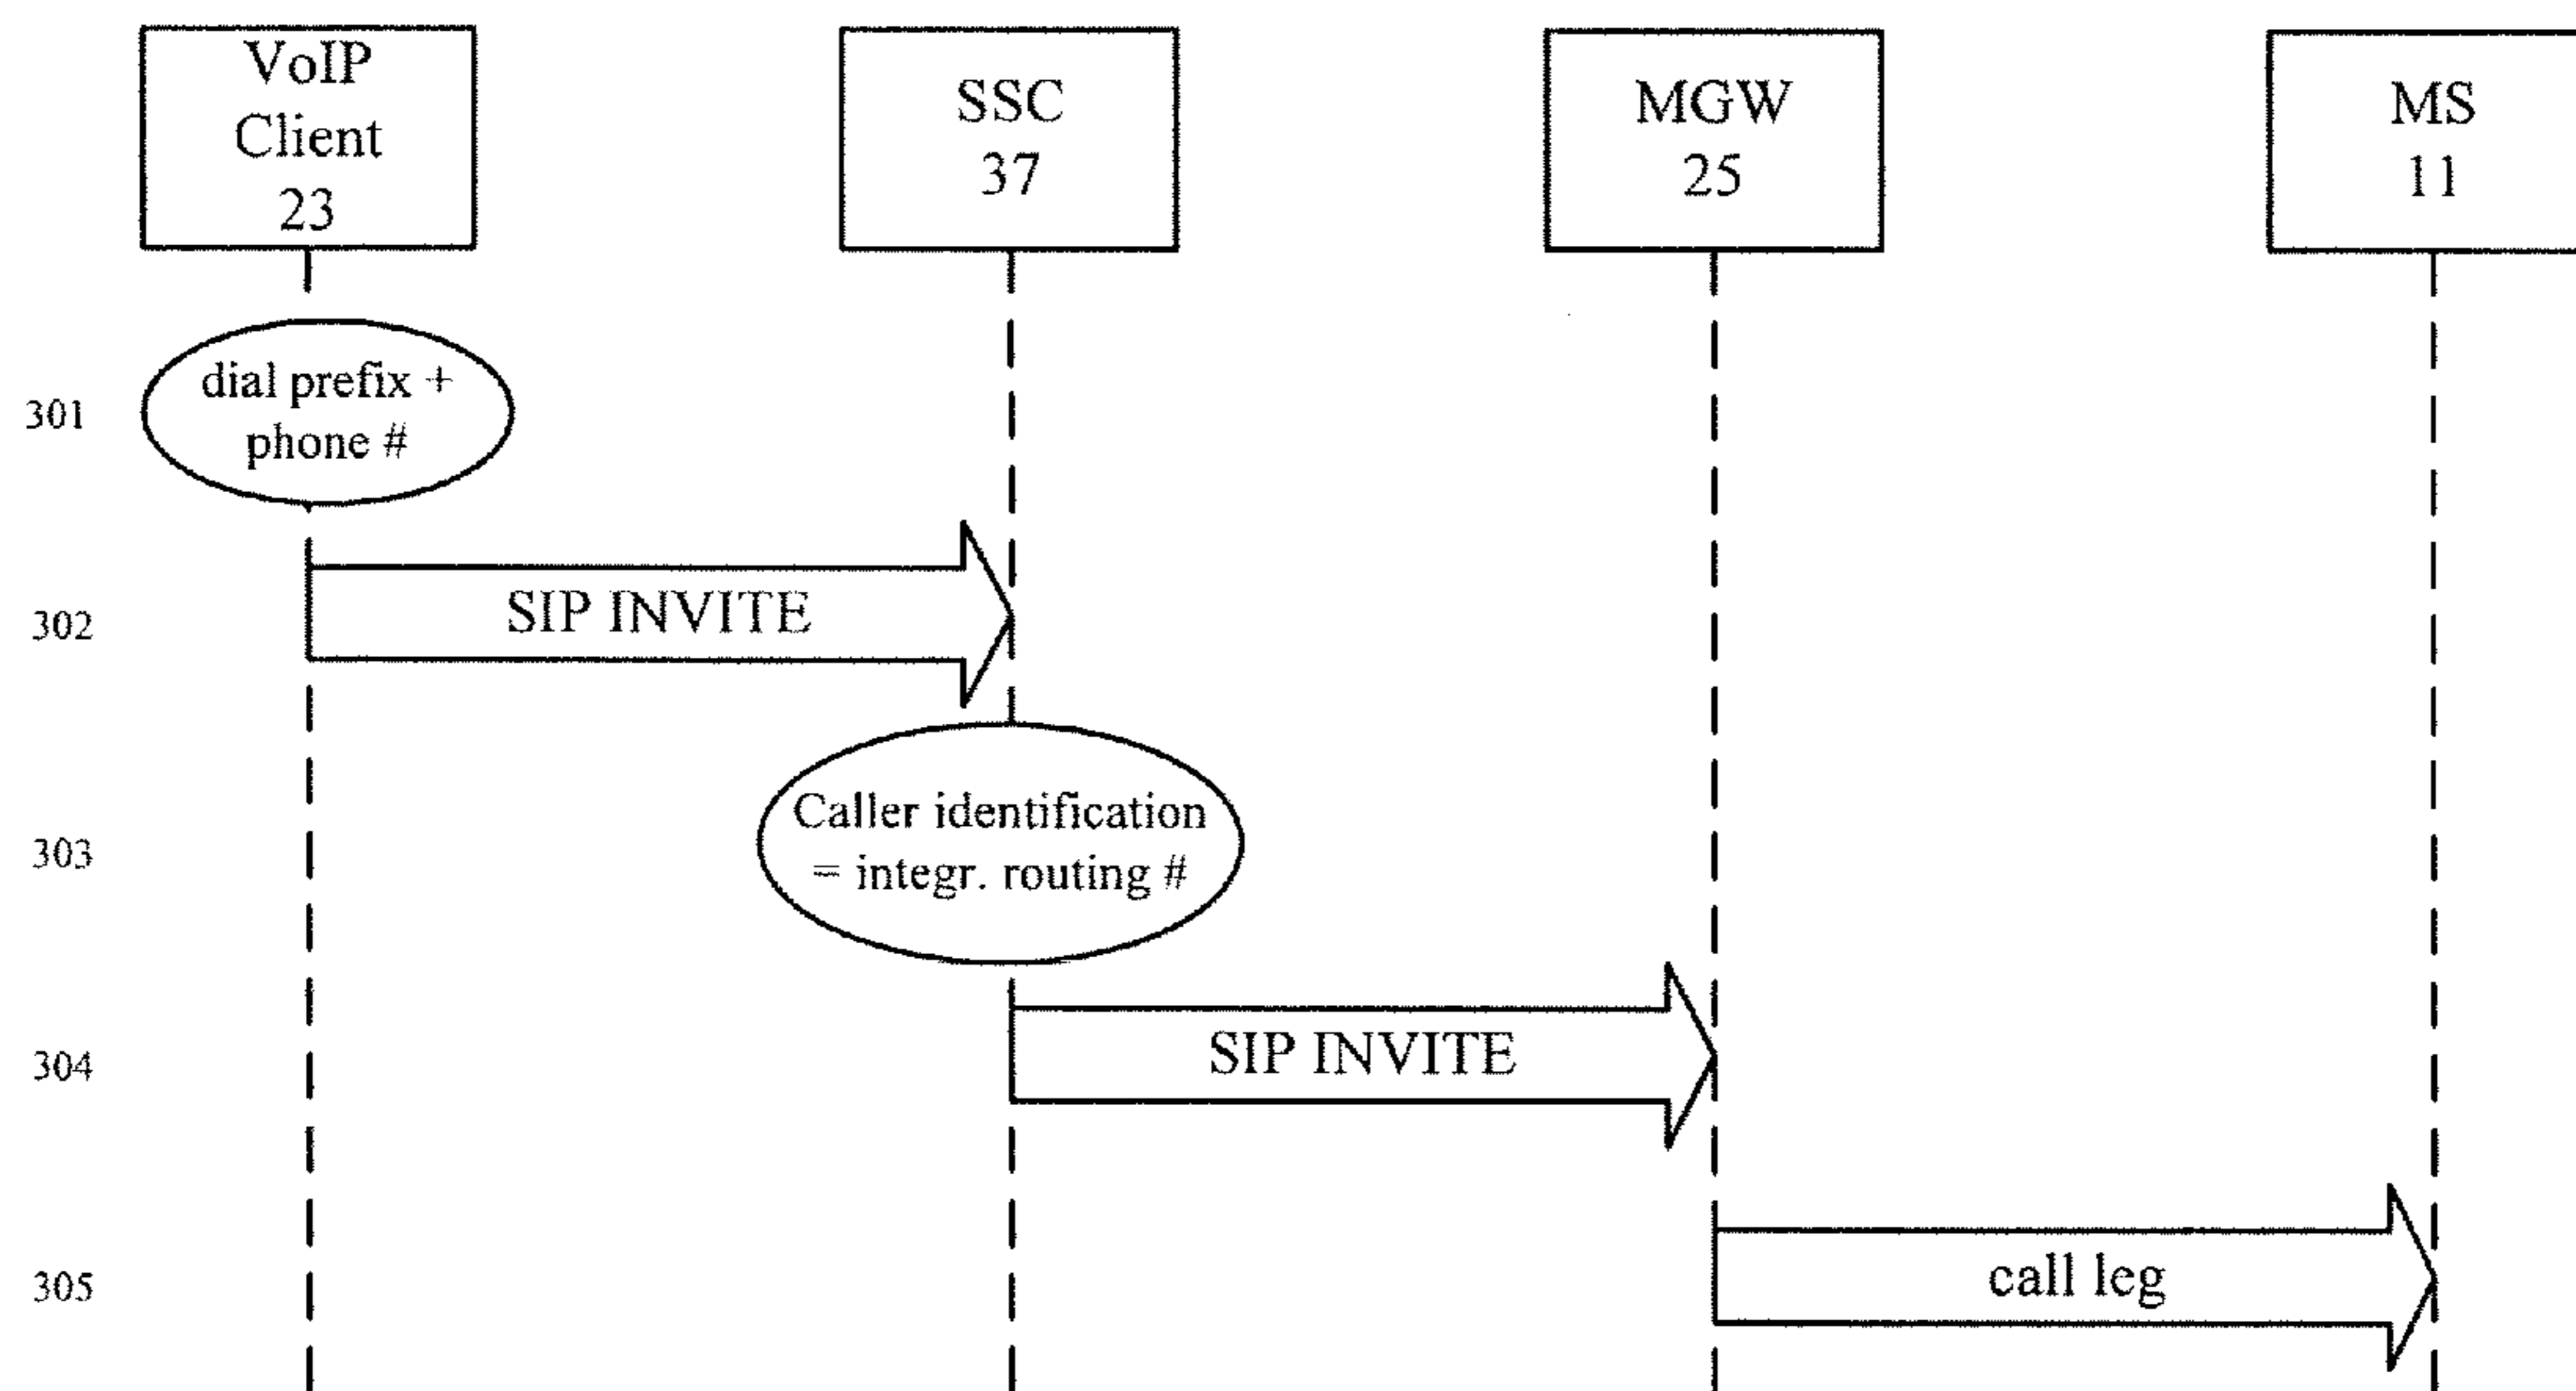 VoIP
Client
23
SSC
37
MGW
25
MS
11
301
dial prefix +
phone #
302
SIP INVITE
303
Caller identification
= integr. routing #
304
SIP INVITE
305
call leg